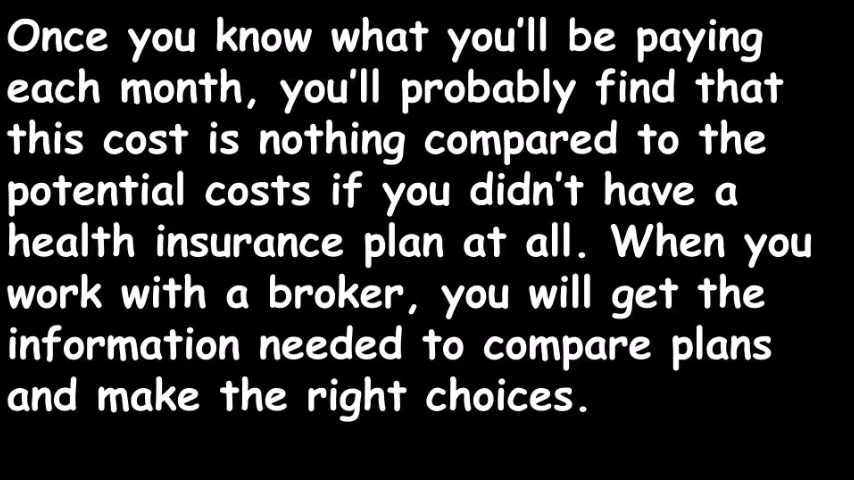 Once you know what you'll be paying
each month, you'll probably find that
this cost is nothing compared to the
potential costs if you didn't have a
health insurance plan at all. When you
work with a broker, you will get the
information needed to compare plans
and make the right choices.